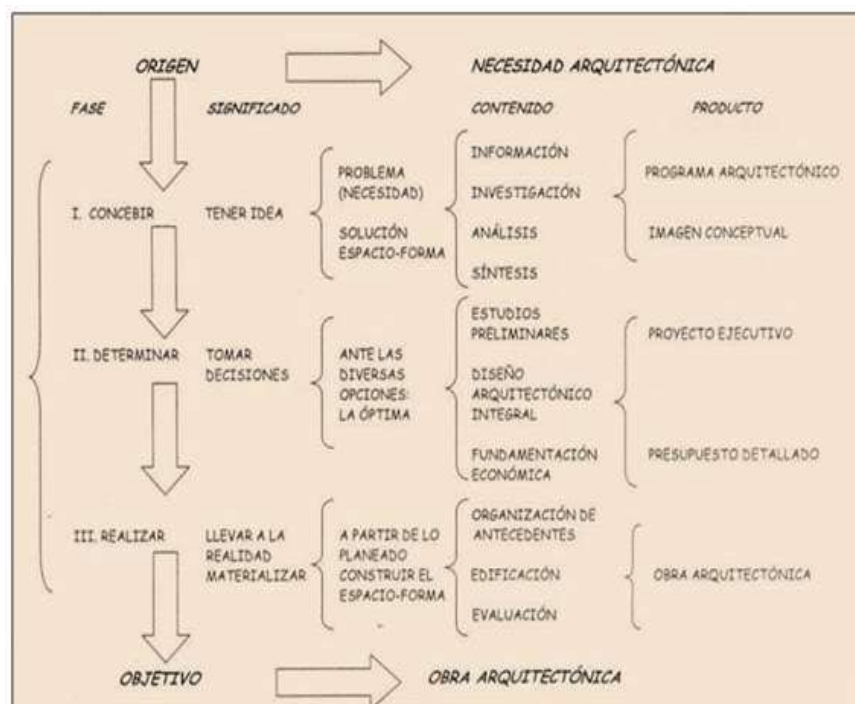 ORIGEN
NECESIDAD ARQUITECTÓNICA
FASE
SIGNIFICADO
CONTENIDO
PRODUCTO
I. CONCEBIR
TENER IDEA
PROBLEMA
(NECESIDAD)
SOLUCIÓN
ESPACIO-FORMA
INFORMACIÓN
INVESTIGACIÓN
ANÁLISIS
SÍNTESIS
PROGRAMA ARQUITECTÓNICO
IMAGEN CONCEPTUAL
II. DETERMINAR
TOMAR
DECISIONES
ANTE LAS
DIVERSAS
OPCIONES:
LA ÓPTIMA
ESTUDIOS
PRELIMINARES
DISEÑO
ARQUITECTÓNICO
INTEGRAL
FUNDAMENTACIÓN
ECONÓMICA
PROYECTO EJECUTIVO
PRESUPUESTO DETALLADO
III. REALIZAR
LLEVAR A LA
REALIDAD
MATERIALIZAR
A PARTIR DE LO
PLANEADO
CONSTRUIR EL
ESPACIO-FORMA
ORGANIZACIÓN DE
ANTECEDENTES
EDIFICACIÓN
EVALUACIÓN
OBRA ARQUITECTÓNICA
OBJETIVO
OBRA ARQUITECTÓNICA